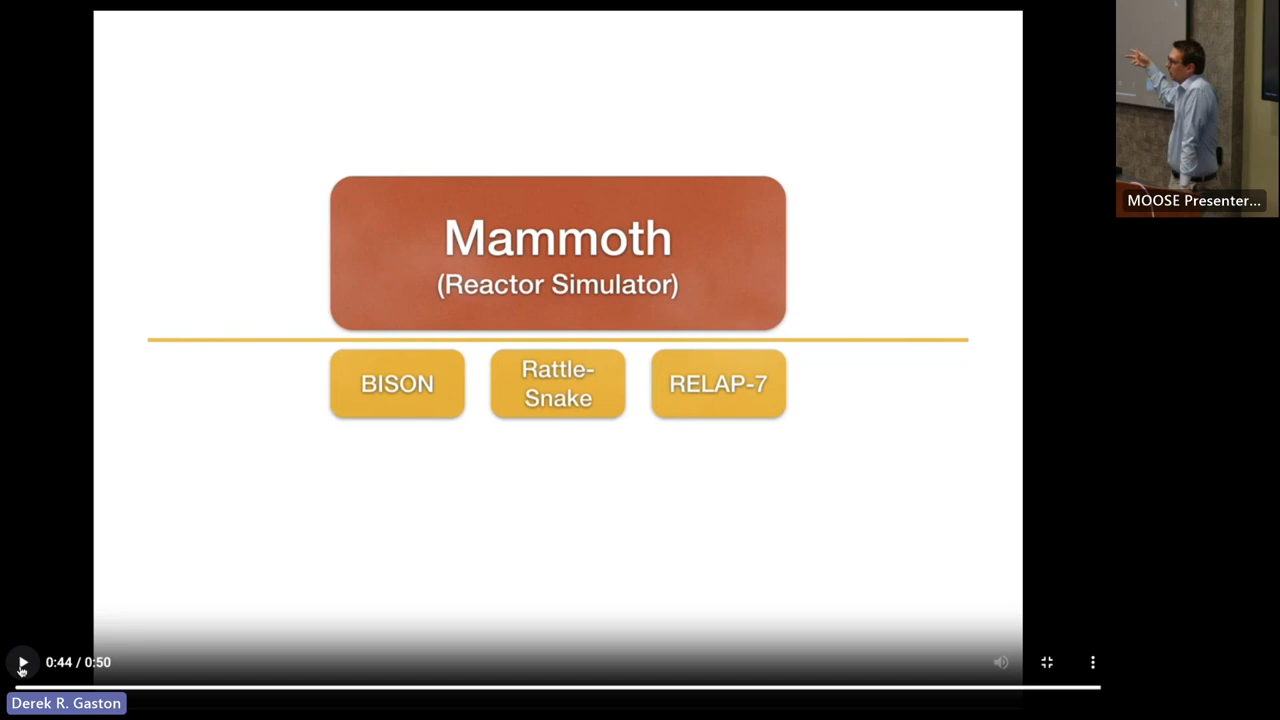 Mammoth
(Reactor Simulator)
BISON
Rattle-
Snake
RELAP-7
MOOSE Presenter...
0:44 / 0:50
Derek R. Gaston